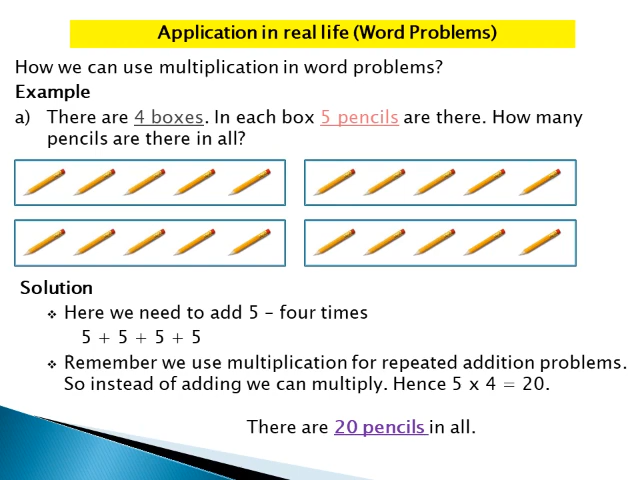 Application in real life (Word Problems)
How we can use multiplication in word problems?
Example
a) There are 4 boxes. In each box 5 pencils are there. How many
pencils are there in all?
Solution
❖ Here we need to add 5 – four times
5 + 5 + 5 + 5
❖ Remember we use multiplication for repeated addition problems.
So instead of adding we can multiply. Hence 5 x 4 = 20.
There are 20 pencils in all.